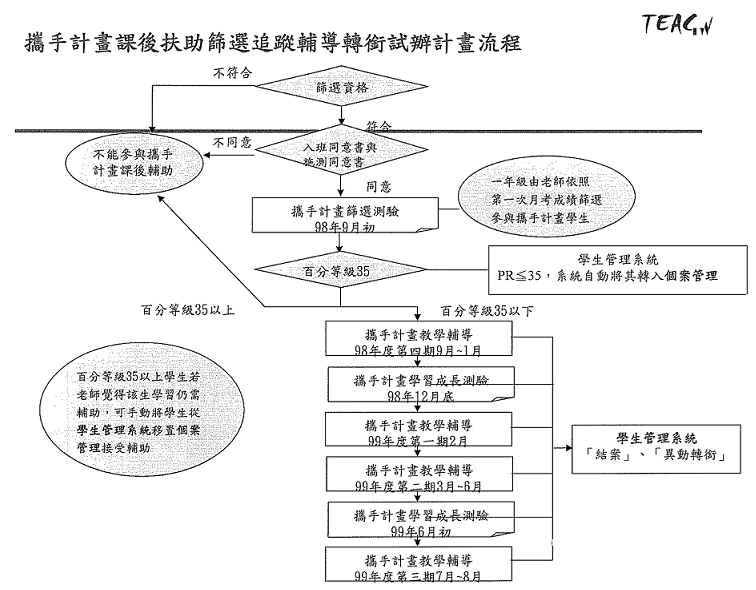 攜手計畫課後扶助篩選追蹤輔導轉銜試辦計畫流程
不符合
篩選資格
符合
不同意
入班同意書與
施測同意書
不能參與攜手
計畫課後輔助
同意
一年級由老師依照
第一次月考成績篩選
參與攜手計畫學生
攜手計畫篩選測驗
98年9月初
百分等級35
學生管理系統
PR≦35，系統自動將其轉入個案管理
百分等級35以上
百分等級35以下
攜手計畫教學輔導
98年度第四期9月~1月
攜手計畫學習成長測驗
98年12月底
百分等級35以上學生若
老師覺得該生學習仍需
輔助，可手動將學生從
學生管理系統移置個案
管理接受輔助
攜手計畫教學輔導
99年度第一期2月
學生管理系統
「結案」、「異動轉銜」
攜手計畫教學輔導
99年度第二期3月~6月
攜手計畫學習成長測驗
99年6月初
攜手計畫教學輔導
99年度第三期7月~8月